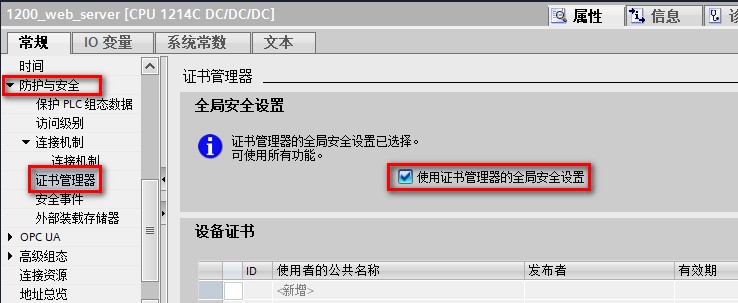 1200_web_server [CPU 1214C DC/DC/DC]
属性
信息
常规
IO 变量
系统常数
文本
时间
防护与安全
保护 PLC 组态数据
访问级别
连接机制
连接机制
证书管理器
安全事件
外部装载存储器
OPC UA
高级组态
连接资源
地址总览
证书管理器
全局安全设置
证书管理器的全局安全设置已选择。
可使用所有功能。
使用证书管理器的全局安全设置
设备证书
ID 使用者的公共名称 发布者 有效期
<新增>